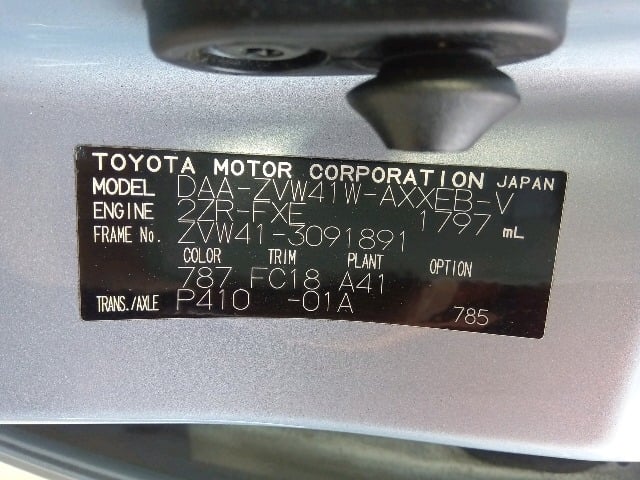 TOYOTA MOTOR CORPORATION JAPAN
MODEL DAA-ZVW41W-AXXEB-V
ENGINE 2ZR-FXE 1797 mL
FRAME No. ZVW41-3091891
COLOR TRIM PLANT OPTION
787 FC18 A41
TRANS./AXLE P410 -01A 785